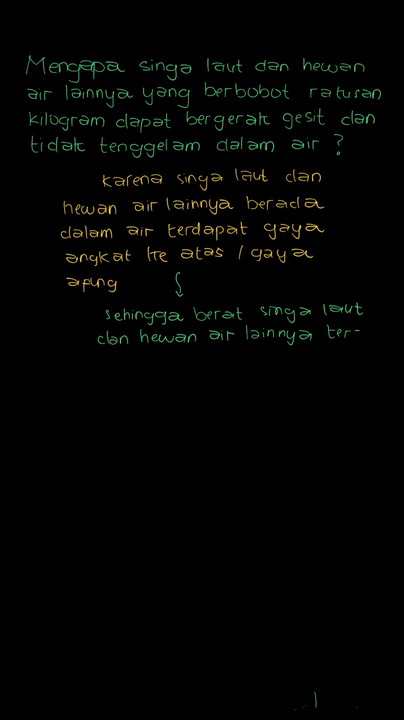 Mengapa singa laut dan hewan
air lainnya yang berbobot ratusan
kilogram dapat bergerak gesit dan
tidak tenggelam dalam air ?
Karena singa laut dan
hewan air lainnya berada
dalam air terdapat gaya
angkat ke atas / gaya
apung
sehingga berat singa laut
dan hewan air lainnya ter-